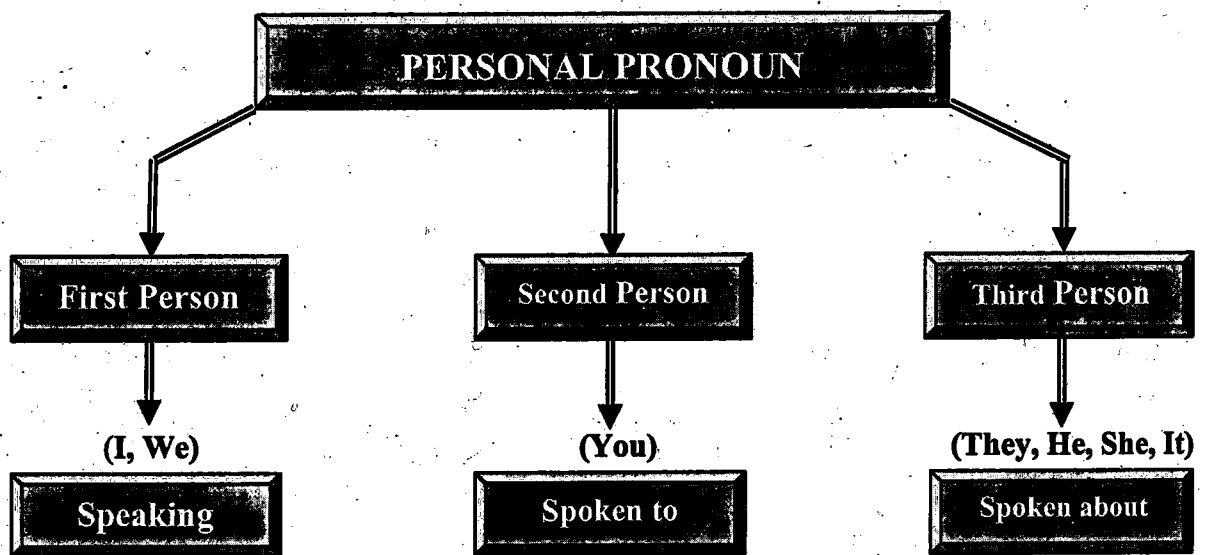 PERSONAL PRONOUN
First Person
Second Person
Third Person
(I, We)
(You)
(They, He, She, It)
Speaking
Spoken to
Spoken about